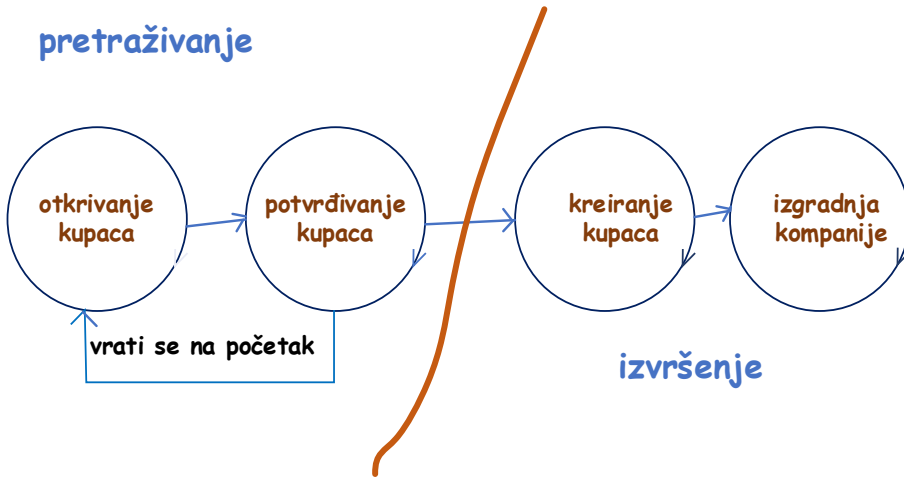 pretraživanje
otkrivanje
kupaca
potvrđivanje
kupaca
kreiranje
kupaca
izgradnja
kompanije
vrati se na početak
izvršenje